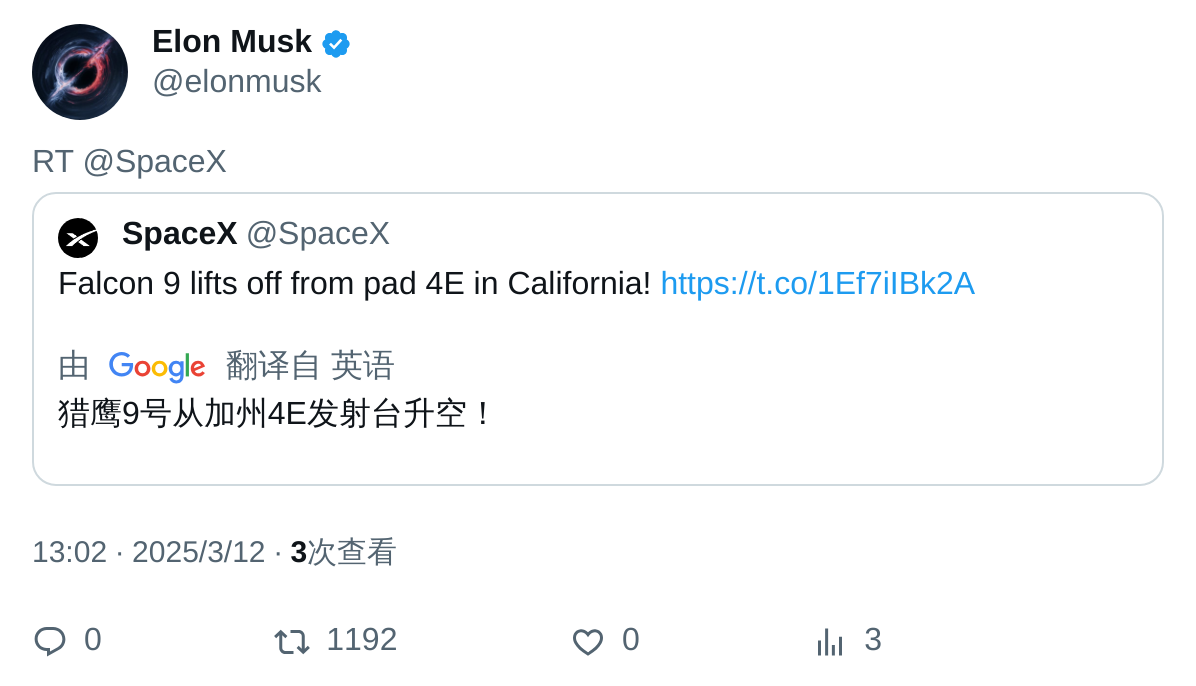 Elon Musk
@elonmusk
RT @SpaceX
SpaceX @SpaceX
Falcon 9 lifts off from pad 4E in California! https://t.co/1Ef7iIBk2A
由 Google 翻译自 英语
猎鹰9号从加州4E发射台升空！
13:02 · 2025/3/12 · 3次查看
0 1192 0 3